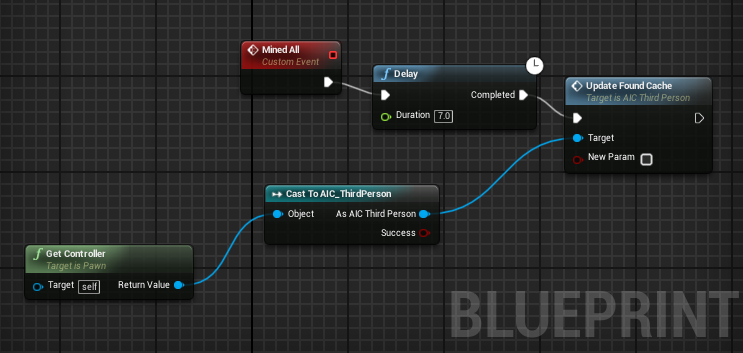 Mined All
Custom Event
Delay
Completed
Duration 7.0
Update Found Cache
Target is AIC Third Person
Target
New Param
Cast To AIC_ThirdPerson
Object As AIC Third Person
Success
Get Controller
Target is Pawn
Target self Return Value
BLUEPRINT